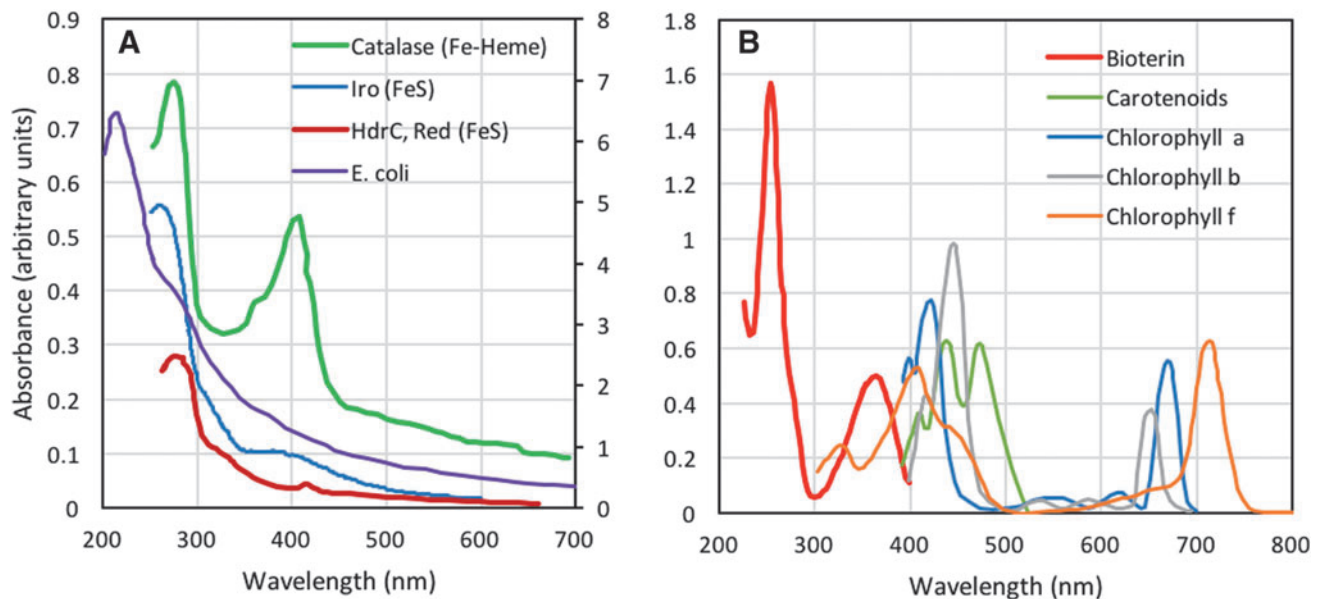 A
Absorbance (arbitrary units)
0.9
0.8
0.7
0.6
0.5
0.4
0.3
0.2
0.1
0
8
7
6
5
4
3
2
1
0
Catalase (Fe-Heme)
Iro (FeS)
HdrC, Red (FeS)
E. coli
200 300 400 500 600 700
Wavelength (nm)
B
1.8
1.6
1.4
1.2
1
0.8
0.6
0.4
0.2
0
Bioterin
Carotenoids
Chlorophyll a
Chlorophyll b
Chlorophyll f
200 300 400 500 600 700 800
Wavelength (nm)